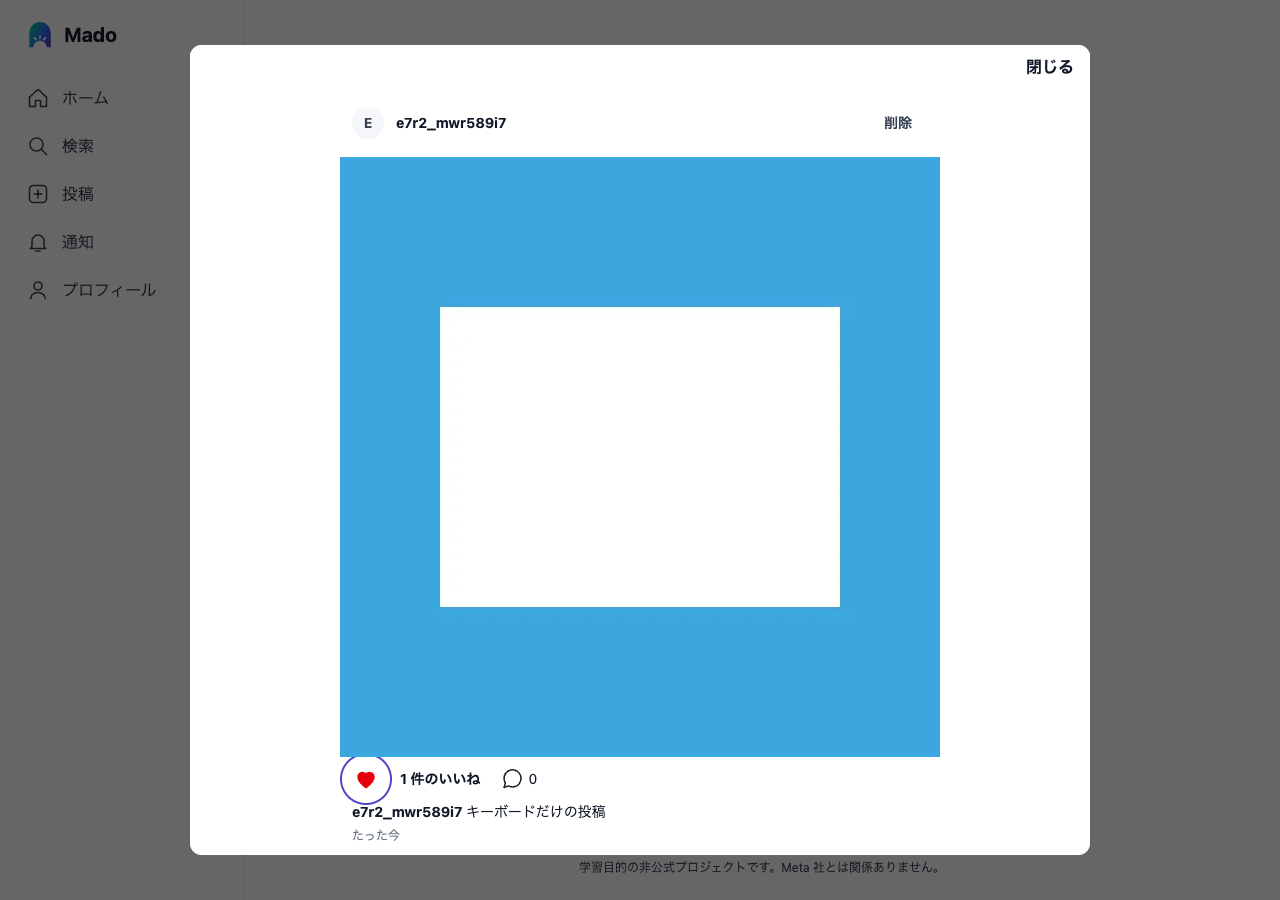 Mado
ホーム
検索
投稿
通知
プロフィール
閉じる
E e7r2_mwr589i7 削除
1 件のいいね 0
e7r2_mwr589i7 キーボードだけの投稿
たった今
学習目的の非公式プロジェクトです。Meta 社とは関係ありません。